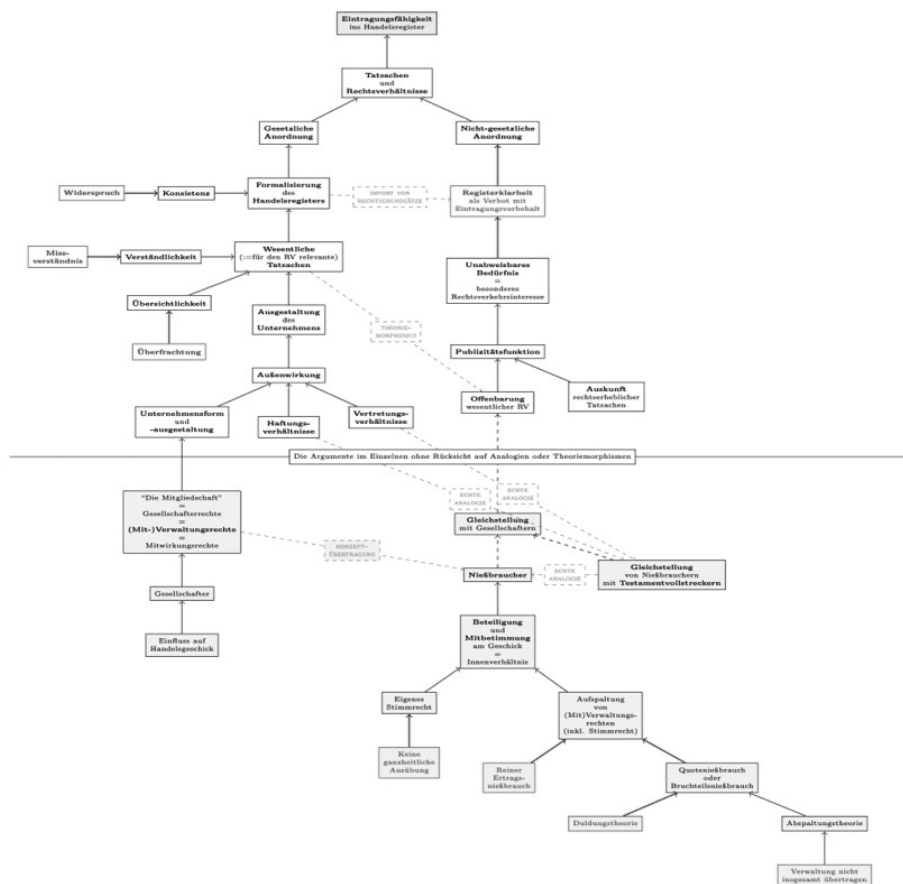 Eintragungsfähigkeit
ins Handelsregister
Tatsachen
und
Rechtsverhältnisse
Gesetzliche
Anordnung
Nicht-gesetzliche
Anordnung
Widerspruch
Konsistenz
Formalisierung
des
Handelsregisters
IMPORT VON
RECHTSGRUNDSÄTZE
Registerklarheit
als Verbot mit
Eintragungsvorbehalt
Miss-
verständnis
Verständlichkeit
Wesentliche
(:=für den RV relevante)
Tatsachen
Unabweisbares
Bedürfnis
=
besonderes
Rechtsverkehrsinteresse
Übersichtlichkeit
Ausgestaltung
des
Unternehmens
THEORIE-
MORPHISMUS
Überfrachtung
Publizitätsfunktion
Außenwirkung
Offenbarung
wesentlicher RV
Auskunft
rechtserheblicher
Tatsachen
Unternehmensform
und
-ausgestaltung
Haftungs-
verhältnisse
Vertretungs-
verhältnisse
Die Argumente im Einzelnen ohne Rücksicht auf Analogien oder Theoriemorphismen
"Die Mitgliedschaft"
=
Gesellschafterrechte
=
(Mit-)Verwaltungsrechte
=
Mitwirkungsrechte
ECHTE
ANALOGIE
ECHTE
ANALOGIE
Gleichstellung
mit Gesellschaftern
KONZEPT-
ÜBERTRAGUNG
Nießbraucher
ECHTE
ANALOGIE
Gleichstellung
von Nießbrauchern
mit Testamentvollstreckern
Gesellschafter
Einfluss auf
Handelsgeschick
Beteiligung
und
Mitbetimmung
am Geschick
=
Innenverhältnis
Eigenes
Stimmrecht
Aufspaltung
von
(Mit)Verwaltungs-
rechten
(inkl. Stimmrecht)
Keine
ganzheitliche
Ausübung
Reiner
Ertrags-
nießbrauch
Quotenießbrauch
oder
Bruchteilsnießbrauch
Duldungstheorie
Abspaltungstheorie
Verwaltung nicht
insgesamt übertragen